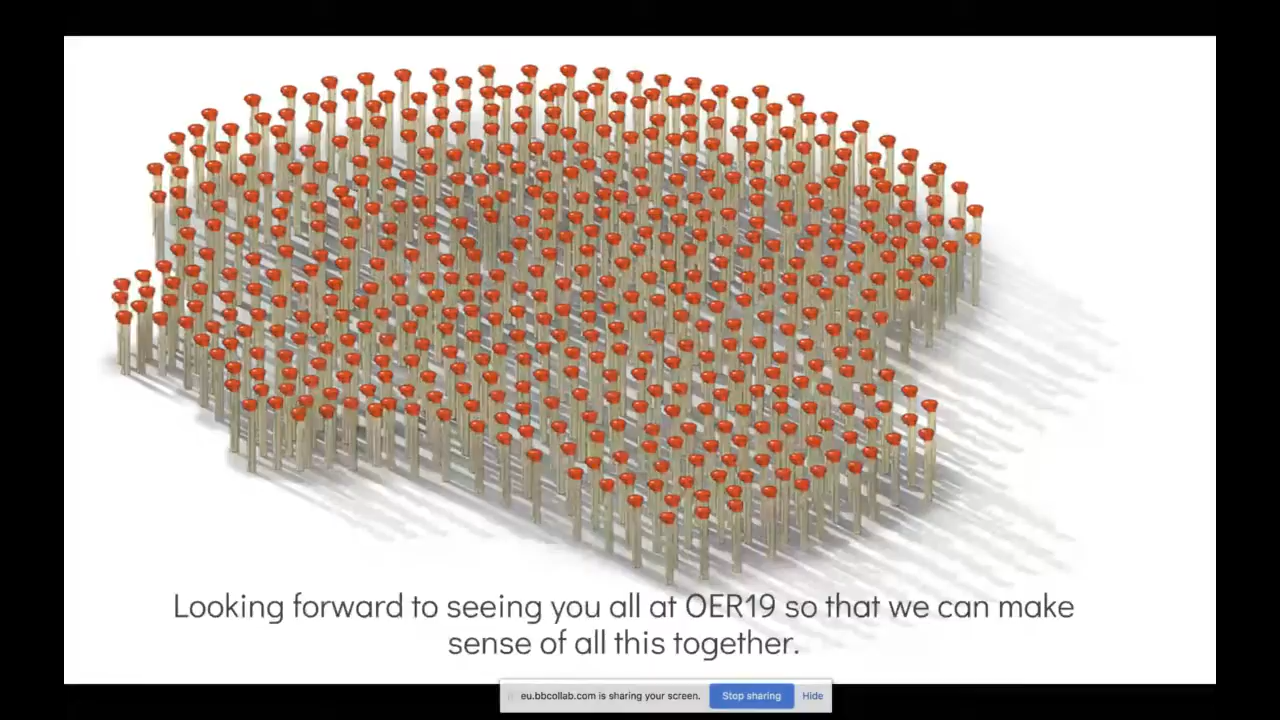 Looking forward to seeing you all at OER19 so that we can make
sense of all this together.
eu.bbcollab.com is sharing your screen. Stop sharing Hide